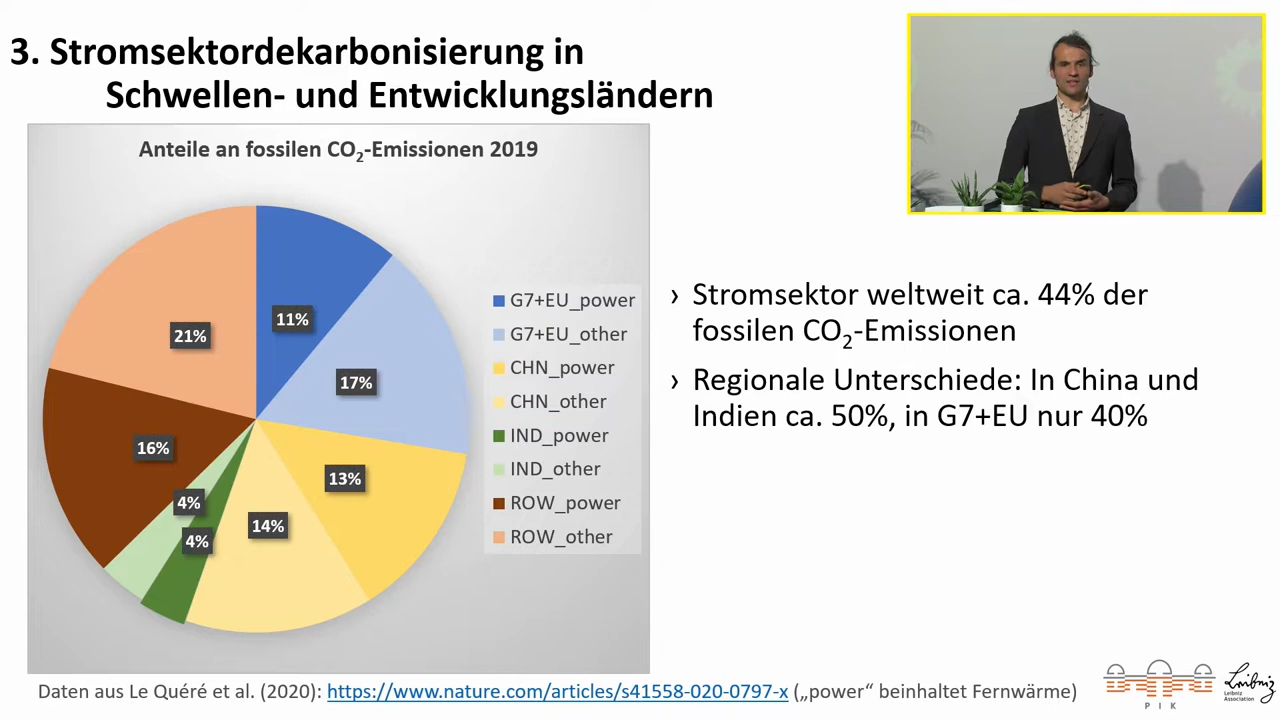 3. Stromsektordekarbonisierung in
Schwellen- und Entwicklungsländern
Anteile an fossilen CO₂-Emissionen 2019
11%
17%
13%
14%
4%
4%
16%
21%
G7+EU_power
G7+EU_other
CHN_power
CHN_other
IND_power
IND_other
ROW_power
ROW_other
› Stromsektor weltweit ca. 44% der
fossilen CO₂-Emissionen
› Regionale Unterschiede: In China und
Indien ca. 50%, in G7+EU nur 40%
Daten aus Le Quéré et al. (2020): https://www.nature.com/articles/s41558-020-0797-x („power“ beinhaltet Fernwärme)
PIK
Leibniz
Leibniz
Association